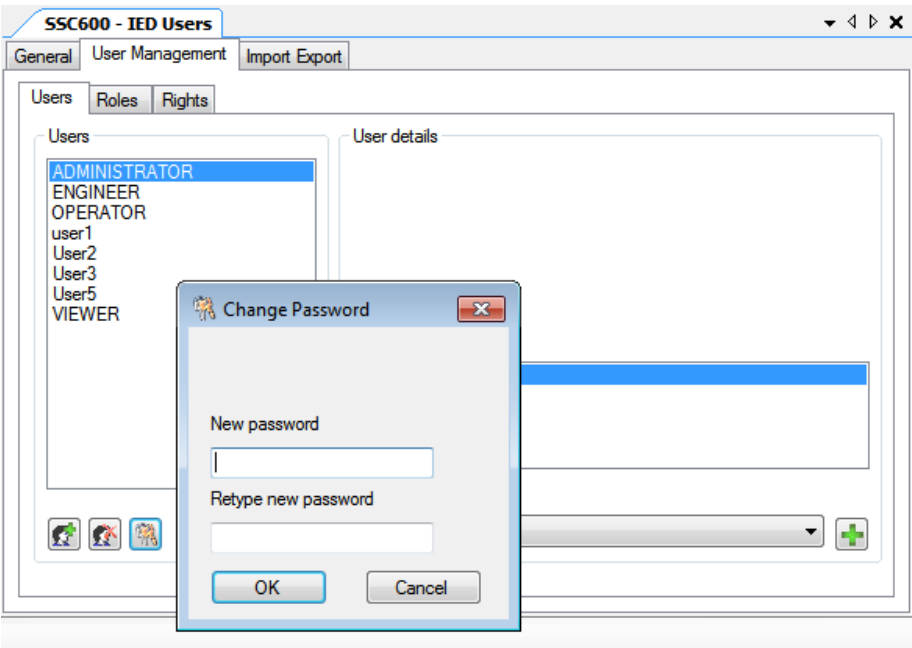 SSC600 - IED Users
General User Management Import Export
Users Roles Rights
Users
User details
ADMINISTRATOR
ENGINEER
OPERATOR
user1
User2
User3
User5
VIEWER
Change Password
New password
Retype new password
OK Cancel